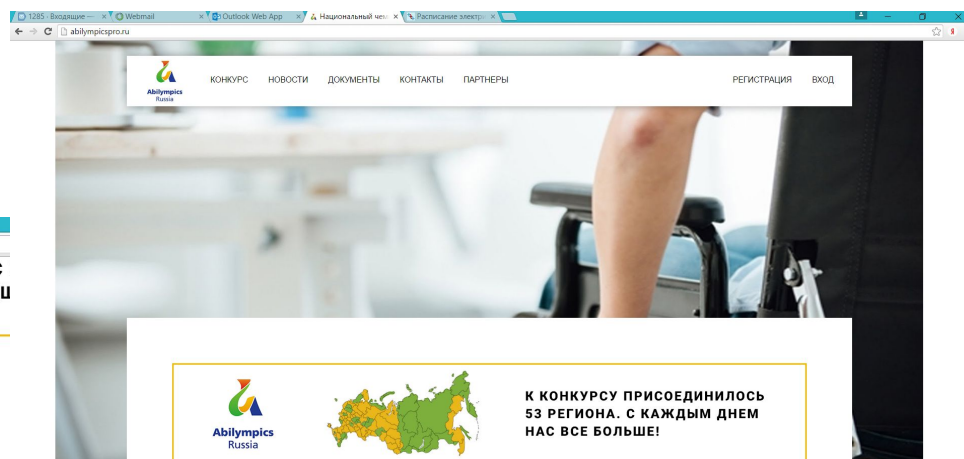 1285 · Входящие — Webmail Outlook Web App Национальный чем Расписание электр
abilympicspro.ru
Abilympics
Russia
КОНКУРС НОВОСТИ ДОКУМЕНТЫ КОНТАКТЫ ПАРТНЕРЫ РЕГИСТРАЦИЯ ВХОД
Abilympics
Russia
К КОНКУРСУ ПРИСОЕДИНИЛОСЬ
53 РЕГИОНА. С КАЖДЫМ ДНЕМ
НАС ВСЕ БОЛЬШЕ!